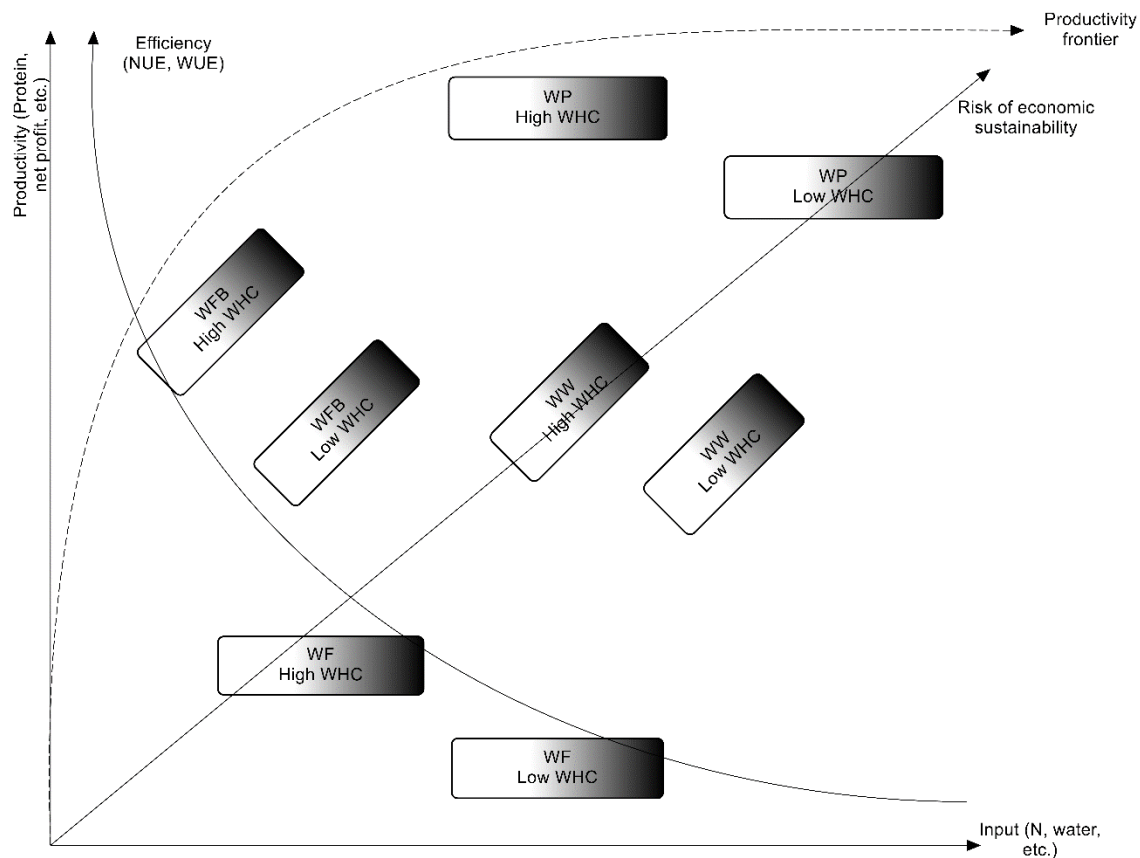 Productivity (Protein,
net profit, etc.)
Efficiency
(NUE, WUE)
Productivity
frontier
WP
High WHC
Risk of economic
sustainability
WP
Low WHC
WFB
High WHC
WFB
Low WHC
WW
High WHC
WW
Low WHC
WF
High WHC
WF
Low WHC
Input (N, water,
etc.)